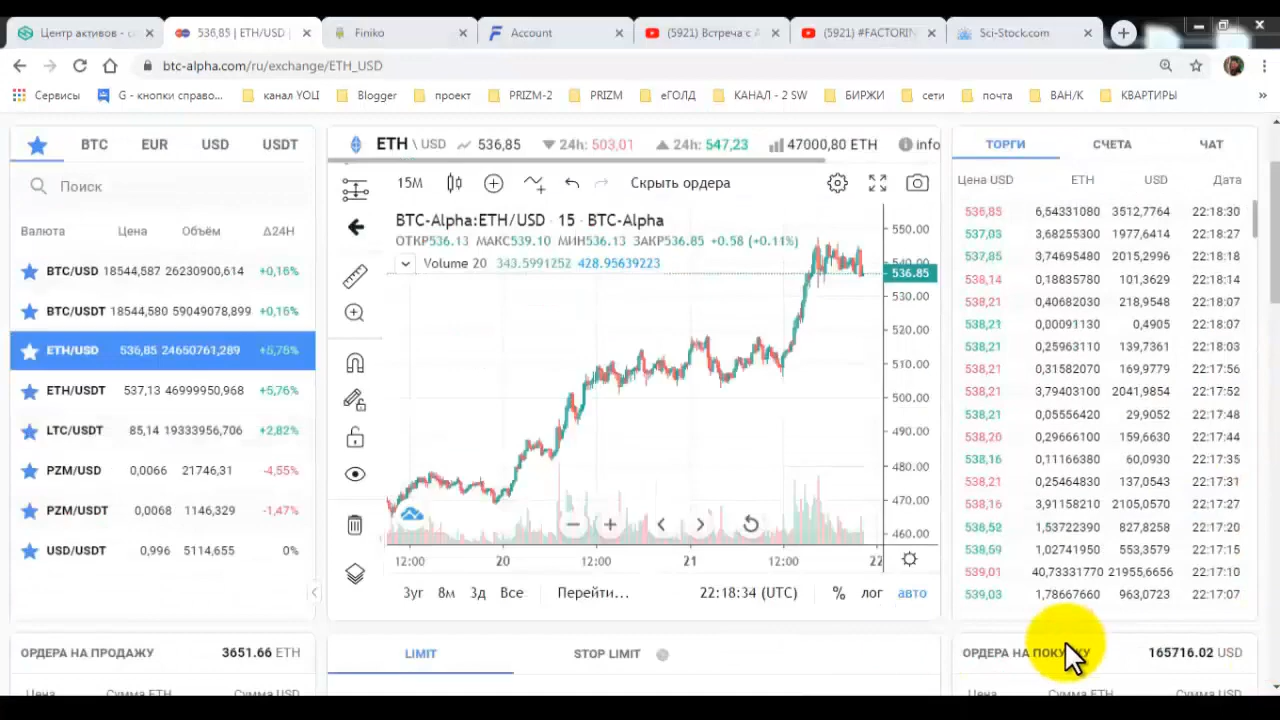 Центр активов - с
536,85 | ETH/USD |
Finiko
Account
(5921) Встреча с А
(5921) #FACTORIN
Sci-Stock.com
btc-alpha.com/ru/exchange/ETH_USD
Сервисы
G - кнопки справо...
канал YOLI
Blogger
проект
PRIZM-2
PRIZM
еГОЛД
КАНАЛ - 2 SW
БИРЖИ
сети
почта
ВАН/К
КВАРТИРЫ
»
BTC EUR USD USDT
Поиск
Валюта Цена Объём Δ24H
BTC/USD 18544,587 26230900,614 +0,16%
BTC/USDT 18544,580 59049078,899 +0,16%
ETH/USD 536,85 24650761,289 +5,76%
ETH/USDT 537,13 46999950,968 +5,76%
LTC/USDT 85,14 19333956,706 +2,82%
PZM/USD 0,0066 21746,31 -4,55%
PZM/USDT 0,0068 1146,329 -1,47%
USD/USDT 0,996 5114,655 0%
ОРДЕРА НА ПРОДАЖУ 3651.66 ETH
Цена Сумма ETH Сумма USD
ETH \ USD 536,85 24h: 503,01 24h: 547,23 47000,80 ETH info
15М Скрыть ордера
BTC-Alpha:ETH/USD · 15 · BTC-Alpha
ОТКР536.13 МАКС539.10 МИН536.13 ЗАКР536.85 +0.58 (+0.11%)
Volume 20 343.5991252 428.95639223
550.00
540.00
536.85
530.00
520.00
510.00
500.00
490.00
480.00
470.00
460.00
12:00 20 12:00 21 12:00 22
3уг 8м 3д Все Перейти... 22:18:34 (UTC) % лог авто
LIMIT STOP LIMIT
ТОРГИ СЧЕТА ЧАТ
Цена USD ETH USD Дата
536,85 6,54331080 3512,7764 22:18:30
537,03 3,68255300 1977,6414 22:18:27
537,85 3,74695480 2015,2958 22:18:18
538,14 0,18835780 101,3629 22:18:14
538,21 0,40682030 218,9548 22:18:07
538,21 0,00091130 0,4905 22:18:07
538,21 0,25963110 139,7361 22:18:03
538,21 0,31582070 169,9779 22:17:56
538,21 3,79403100 2041,9854 22:17:52
538,21 0,05556420 29,9052 22:17:48
538,20 0,29666100 159,6630 22:17:44
538,16 0,11166380 60,0930 22:17:35
538,21 0,25464830 137,0543 22:17:31
538,16 3,91158210 2105,0570 22:17:27
538,52 1,53722390 827,8258 22:17:20
538,59 1,02741950 553,3579 22:17:15
539,01 40,73331770 21955,6656 22:17:10
539,03 1,78667660 963,0723 22:17:07
ОРДЕРА НА ПОКУПКУ 165716.02 USD
Цена Сумма ETH Сумма USD